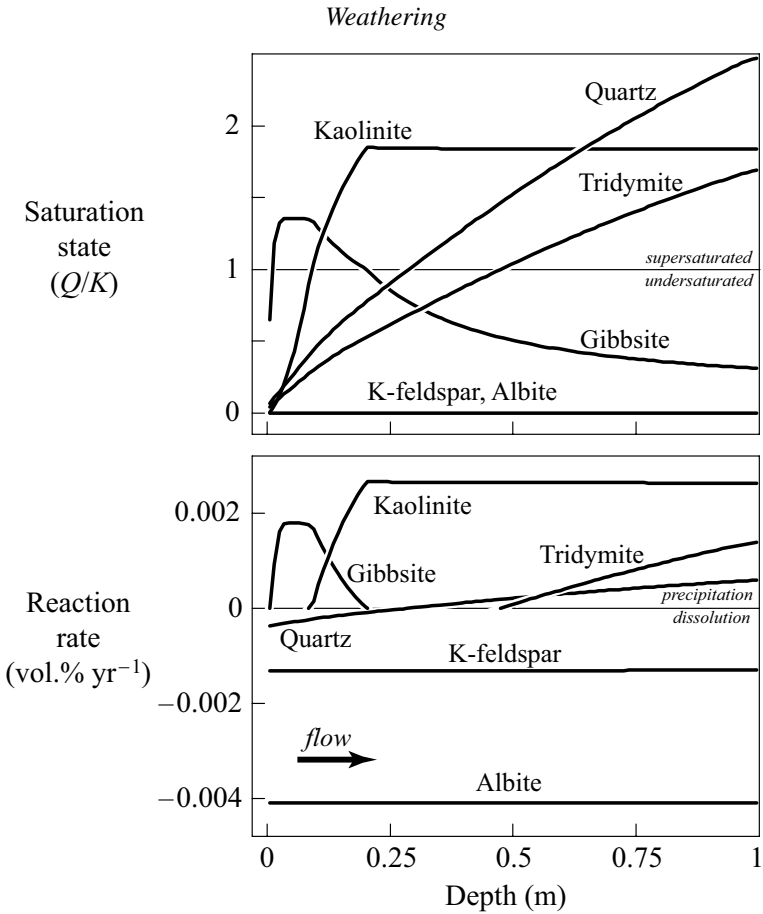 Weathering
Saturation
state
(Q/K)
2
1
0
Quartz
Kaolinite
Tridymite
supersaturated
undersaturated
Gibbsite
K-feldspar, Albite
Reaction
rate
(vol.% yr⁻¹)
0.002
0
−0.002
−0.004
Kaolinite
Tridymite
Gibbsite
precipitation
dissolution
Quartz
K-feldspar
flow
Albite
0 0.25 0.5 0.75 1
Depth (m)